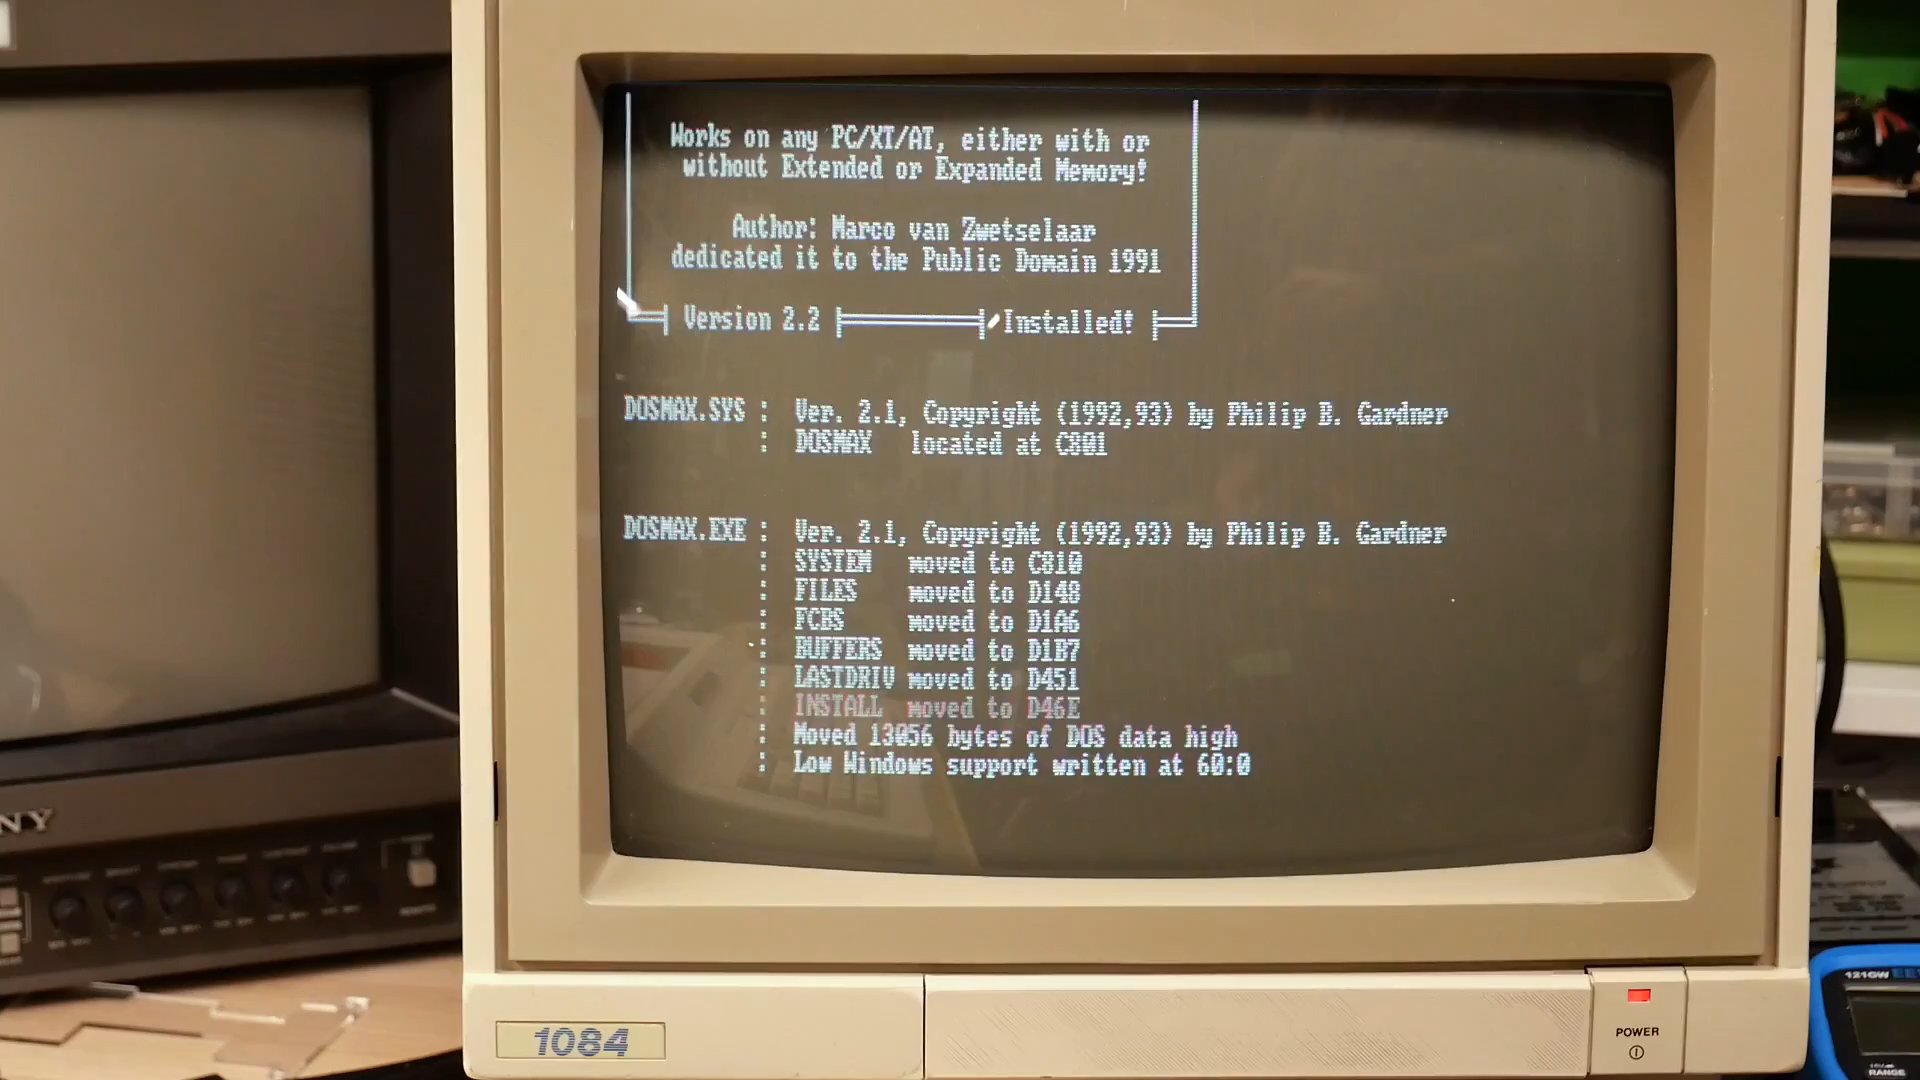 Works on any PC/XT/AT, either with or
without Extended or Expanded Memory!
Author: Marco van Zwetselaar
dedicated it to the Public Domain 1991
Version 2.2
Installed!
DOSMAX.SYS : Ver. 2.1, Copyright (1992,93) by Philip B. Gardner
: DOSMAX located at C801
DOSMAX.EXE : Ver. 2.1, Copyright (1992,93) by Philip B. Gardner
: SYSTEM moved to C810
: FILES moved to D148
: FCBS moved to D1A6
: BUFFERS moved to D1B7
: LASTDRIV moved to D451
: INSTALL moved to D46E
: Moved 13056 bytes of DOS data high
: Low Windows support written at 60:0
NY
1084
POWER
121GW
RANGE